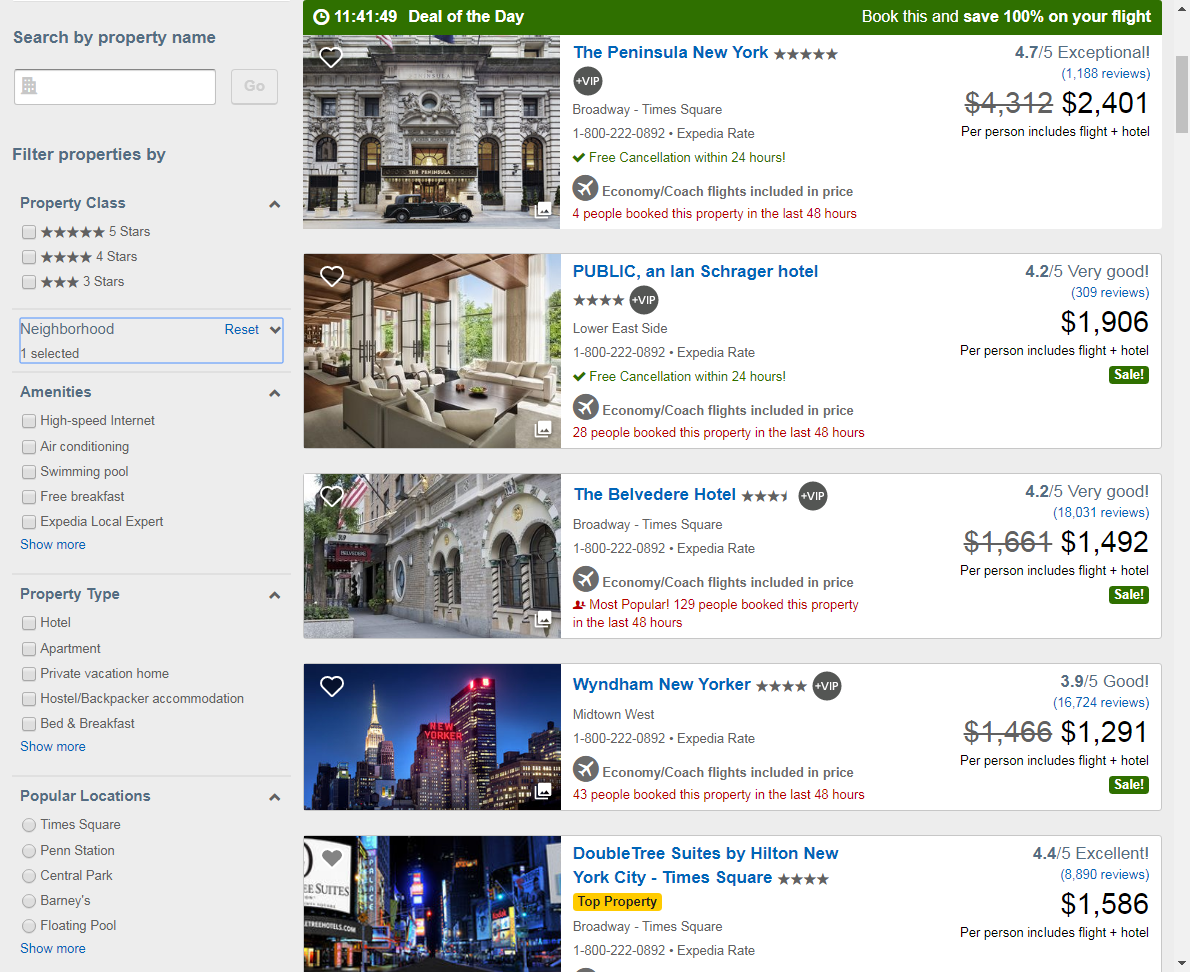 Search by property name
Go
Filter properties by
Property Class
5 Stars
4 Stars
3 Stars
Neighborhood Reset
1 selected
Amenities
High-speed Internet
Air conditioning
Swimming pool
Free breakfast
Expedia Local Expert
Show more
Property Type
Hotel
Apartment
Private vacation home
Hostel/Backpacker accommodation
Bed & Breakfast
Show more
Popular Locations
Times Square
Penn Station
Central Park
Barney's
Floating Pool
Show more
11:41:49 Deal of the Day Book this and save 100% on your flight
THE PENINSULA
The Peninsula New York
+VIP
Broadway - Times Square
1-800-222-0892 • Expedia Rate
Free Cancellation within 24 hours!
Economy/Coach flights included in price
4 people booked this property in the last 48 hours
4.7/5 Exceptional!
(1,188 reviews)
$4,312 $2,401
Per person includes flight + hotel
PUBLIC, an Ian Schrager hotel
+VIP
Lower East Side
1-800-222-0892 • Expedia Rate
Free Cancellation within 24 hours!
Economy/Coach flights included in price
28 people booked this property in the last 48 hours
4.2/5 Very good!
(309 reviews)
$1,906
Per person includes flight + hotel
Sale!
BELVEDERE
The Belvedere Hotel +VIP
Broadway - Times Square
1-800-222-0892 • Expedia Rate
Economy/Coach flights included in price
Most Popular! 129 people booked this property
in the last 48 hours
4.2/5 Very good!
(18,031 reviews)
$1,661 $1,492
Per person includes flight + hotel
Sale!
NEW
YORKER
Wyndham New Yorker +VIP
Midtown West
1-800-222-0892 • Expedia Rate
Economy/Coach flights included in price
43 people booked this property in the last 48 hours
3.9/5 Good!
(16,724 reviews)
$1,466 $1,291
Per person includes flight + hotel
Sale!
EE SUITES
ETREEHOTELS.COM
DoubleTree Suites by Hilton New
York City - Times Square
Top Property
Broadway - Times Square
1-800-222-0892 • Expedia Rate
4.4/5 Excellent!
(8,890 reviews)
$1,586
Per person includes flight + hotel